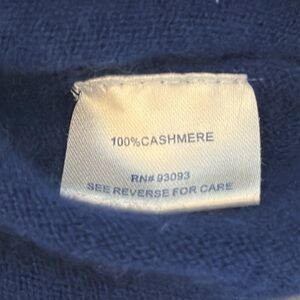 100%CASHMERE
RN# 93093
SEE REVERSE FOR CARE